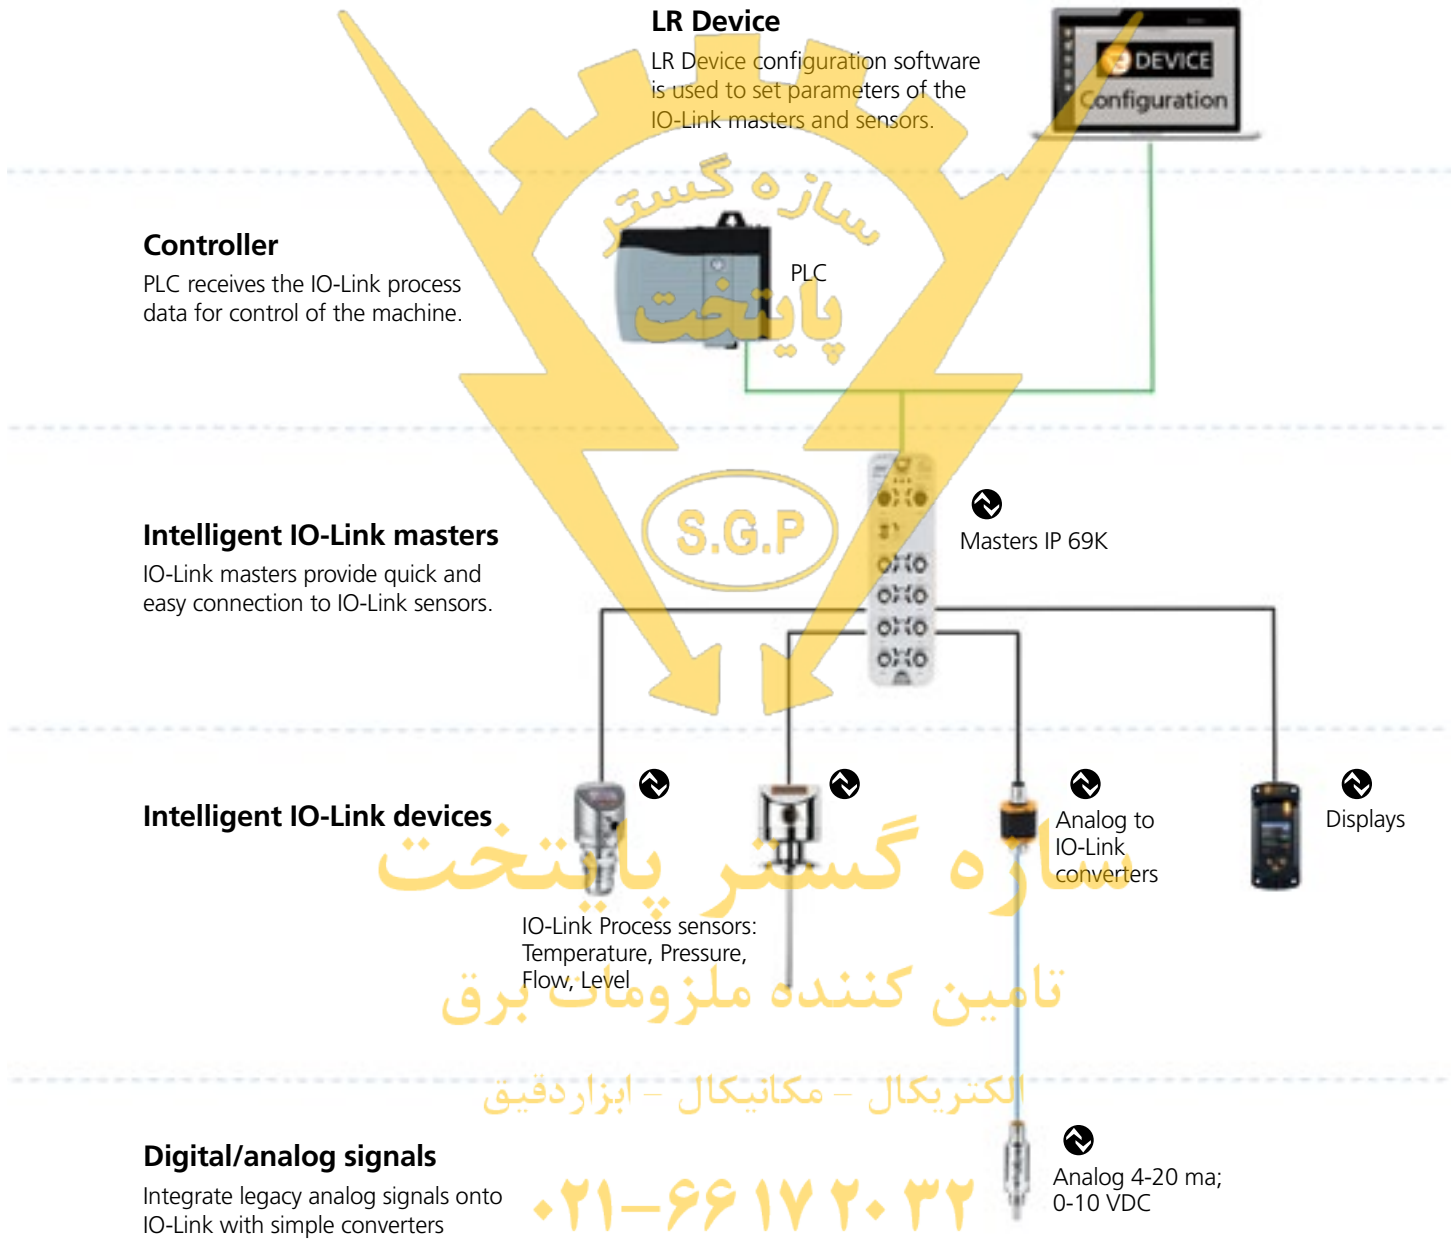 LR Device
LR Device configuration software
is used to set parameters of the
IO-Link masters and sensors.
DEVICE
Configuration
سازه گستر
پایتخت
Controller
PLC receives the IO-Link process
data for control of the machine.
PLC
S.G.P
Intelligent IO-Link masters
IO-Link masters provide quick and
easy connection to IO-Link sensors.
Masters IP 69K
Intelligent IO-Link devices
Analog to
IO-Link
converters
Displays
سازه گستر پایتخت
IO-Link Process sensors:
Temperature, Pressure,
Flow, Level
تامین کننده ملزومات برق
الکتریکال - مکانیکال - ابزاردقیق
Digital/analog signals
Integrate legacy analog signals onto
IO-Link with simple converters
Analog 4-20 ma;
0-10 VDC
۰۲۱-۶۶ ۱۷ ۲۰ ۳۲